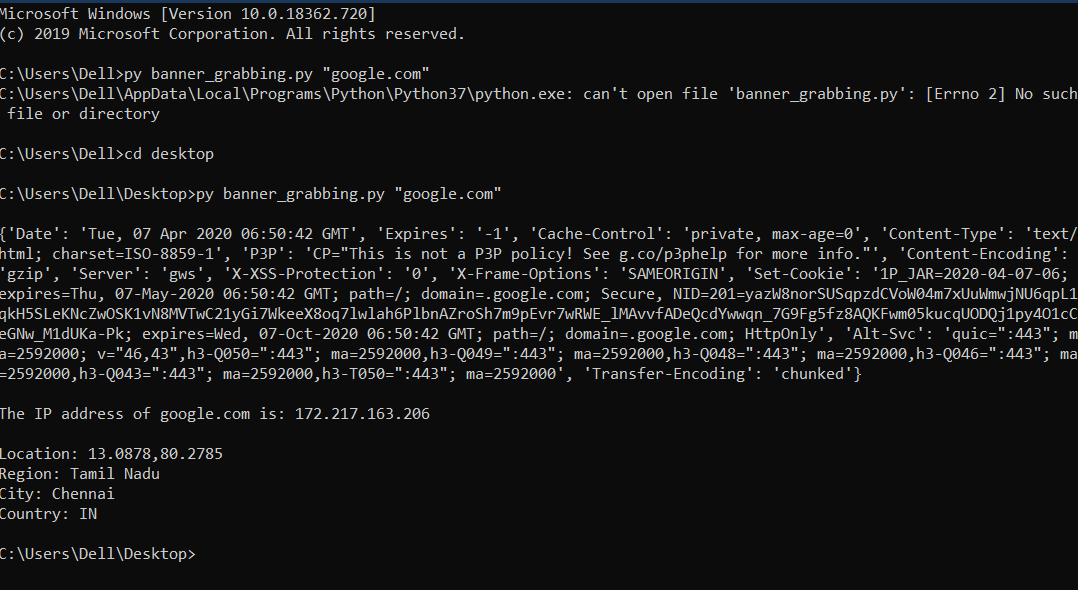 Microsoft Windows [Version 10.0.18362.720]
(c) 2019 Microsoft Corporation. All rights reserved.
C:\Users\Dell>py banner_grabbing.py "google.com"
C:\Users\Dell\AppData\Local\Programs\Python\Python37\python.exe: can't open file 'banner_grabbing.py': [Errno 2] No such
file or directory
C:\Users\Dell>cd desktop
C:\Users\Dell\Desktop>py banner_grabbing.py "google.com"
{'Date': 'Tue, 07 Apr 2020 06:50:42 GMT', 'Expires': '-1', 'Cache-Control': 'private, max-age=0', 'Content-Type': 'text/
html; charset=ISO-8859-1', 'P3P': 'CP="This is not a P3P policy! See g.co/p3phelp for more info."', 'Content-Encoding':
'gzip', 'Server': 'gws', 'X-XSS-Protection': '0', 'X-Frame-Options': 'SAMEORIGIN', 'Set-Cookie': '1P_JAR=2020-04-07-06;
expires=Thu, 07-May-2020 06:50:42 GMT; path=/; domain=.google.com; Secure, NID=201=yazW8norSUSqpzdCVoW04m7xUuWmwjNU6qpL1
qkH5SLeKNcZwOSK1vN8MVTwC21yGi7WkeeX8oq7lwlah6PlbnAZroSh7m9pEvr7wRWE_lMAvvfADeQcdYwwqn_7G9Fg5fz8AQKFwm05kucqUODQj1py4O1cC
eGNw_M1dUKa-Pk; expires=Wed, 07-Oct-2020 06:50:42 GMT; path=/; domain=.google.com; HttpOnly', 'Alt-Svc': 'quic=":443"; m
a=2592000; v="46,43",h3-Q050=":443"; ma=2592000,h3-Q049=":443"; ma=2592000,h3-Q048=":443"; ma=2592000,h3-Q046=":443"; ma
=2592000,h3-Q043=":443"; ma=2592000,h3-T050=":443"; ma=2592000', 'Transfer-Encoding': 'chunked'}
The IP address of google.com is: 172.217.163.206
Location: 13.0878,80.2785
Region: Tamil Nadu
City: Chennai
Country: IN
C:\Users\Dell\Desktop>